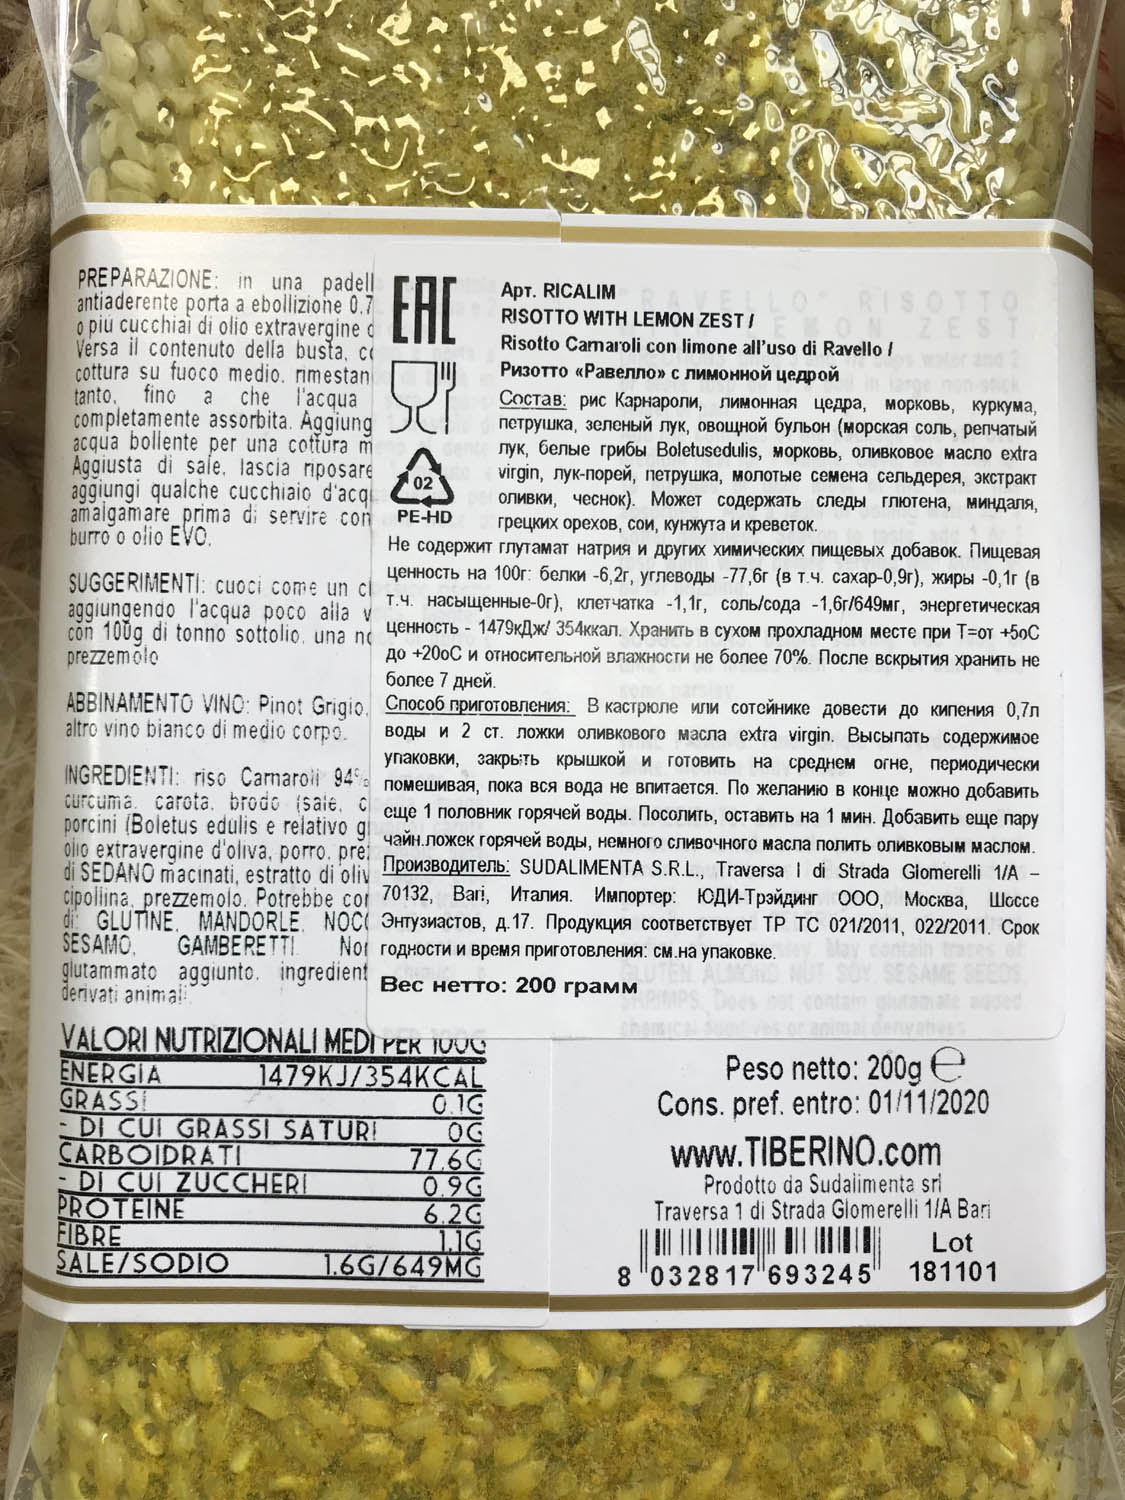 PREPARAZIONE: in una padell
antiaderente porta a ebollizione 0.7
o più cucchiai di olio extravergine d
Versa il contenuto della busta, co
cottura su fuoco medio, rimestan
tanto, fino a che l'acqua
completamente assorbita. Aggiung
acqua bollente per una cottura m
Aggiusta di sale, lascia riposare
aggiungi qualche cucchiaio d'acq
amalgamare prima di servire con
burro o olio EVO.
SUGGERIMENTI: cuoci come un cl
aggiungendo l'acqua poco alla v
con 100g di tonno sottolio, una no
prezzemolo
ABBINAMENTO VINO: Pinot Grigio,
altro vino bianco di medio corpo.
INGREDIENTI: riso Carnaroli 94%
curcuma, carota, brodo (sale, c
porcini (Boletus edulis e relativo g
olio extravergine d'oliva, porro, prez
di SEDANO macinati, estratto di oliv
cipollina, prezzemolo. Potrebbe con
di: GLUTINE, MANDORLE, NOCI
SESAMO, GAMBERETTI. Non
glutammato aggiunto, ingredient
derivati animali
VALORI NUTRIZIONALI MEDI PER 100G
ENERGIA 1479KJ/354KCAL
GRASSI 0.1G
- DI CUI GRASSI SATURI 0G
CARBOIDRATI 77.6G
- DI CUI ZUCCHERI 0.9G
PROTEINE 6.2G
FIBRE 1.1G
SALE/SODIO 1.6G/649MG
EAC
02
PE-HD
Арт. RICALIM
RISOTTO WITH LEMON ZEST /
Risotto Carnaroli con limone all'uso di Ravello /
Ризотто «Равелло» с лимонной цедрой
Состав: рис Карнароли, лимонная цедра, морковь, куркума,
петрушка, зеленый лук, овощной бульон (морская соль, репчатый
лук, белые грибы Boletusedulis, морковь, оливковое масло extra
virgin, лук-порей, петрушка, молотые семена сельдерея, экстракт
оливки, чеснок). Может содержать следы глютена, миндаля,
грецких орехов, сои, кунжута и креветок.
Не содержит глутамат натрия и других химических пищевых добавок. Пищевая
ценность на 100г: белки -6,2г, углеводы -77,6г (в т.ч. сахар-0,9г), жиры -0,1г (в
т.ч. насыщенные-0г), клетчатка -1,1г, соль/сода -1,6г/649мг, энергетическая
ценность - 1479кДж/ 354ккал. Хранить в сухом прохладном месте при Т=от +5оС
до +20оС и относительной влажности не более 70%. После вскрытия хранить не
более 7 дней.
Способ приготовления: В кастрюле или сотейнике довести до кипения 0,7л
воды и 2 ст. ложки оливкового масла extra virgin. Высыпать содержимое
упаковки, закрыть крышкой и готовить на среднем огне, периодически
помешивая, пока вся вода не впитается. По желанию в конце можно добавить
еще 1 половник горячей воды. Посолить, оставить на 1 мин. Добавить еще пару
чайн.ложек горячей воды, немного сливочного масла полить оливковым маслом.
Производитель: SUDALIMENTA S.R.L., Traversa I di Strada Glomerelli 1/A –
70132, Bari, Италия. Импортер: ЮДИ-Трэйдинг ООО, Москва, Шоссе
Энтузиастов, д.17. Продукция соответствует ТР ТС 021/2011, 022/2011. Срок
годности и время приготовления: см.на упаковке.
Вес нетто: 200 грамм
Peso netto: 200g e
Cons. pref. entro: 01/11/2020
www.TIBERINO.com
Prodotto da Sudalimenta srl
Traversa 1 di Strada Glomerelli 1/A Bari
Lot
8 032817 693245 181101